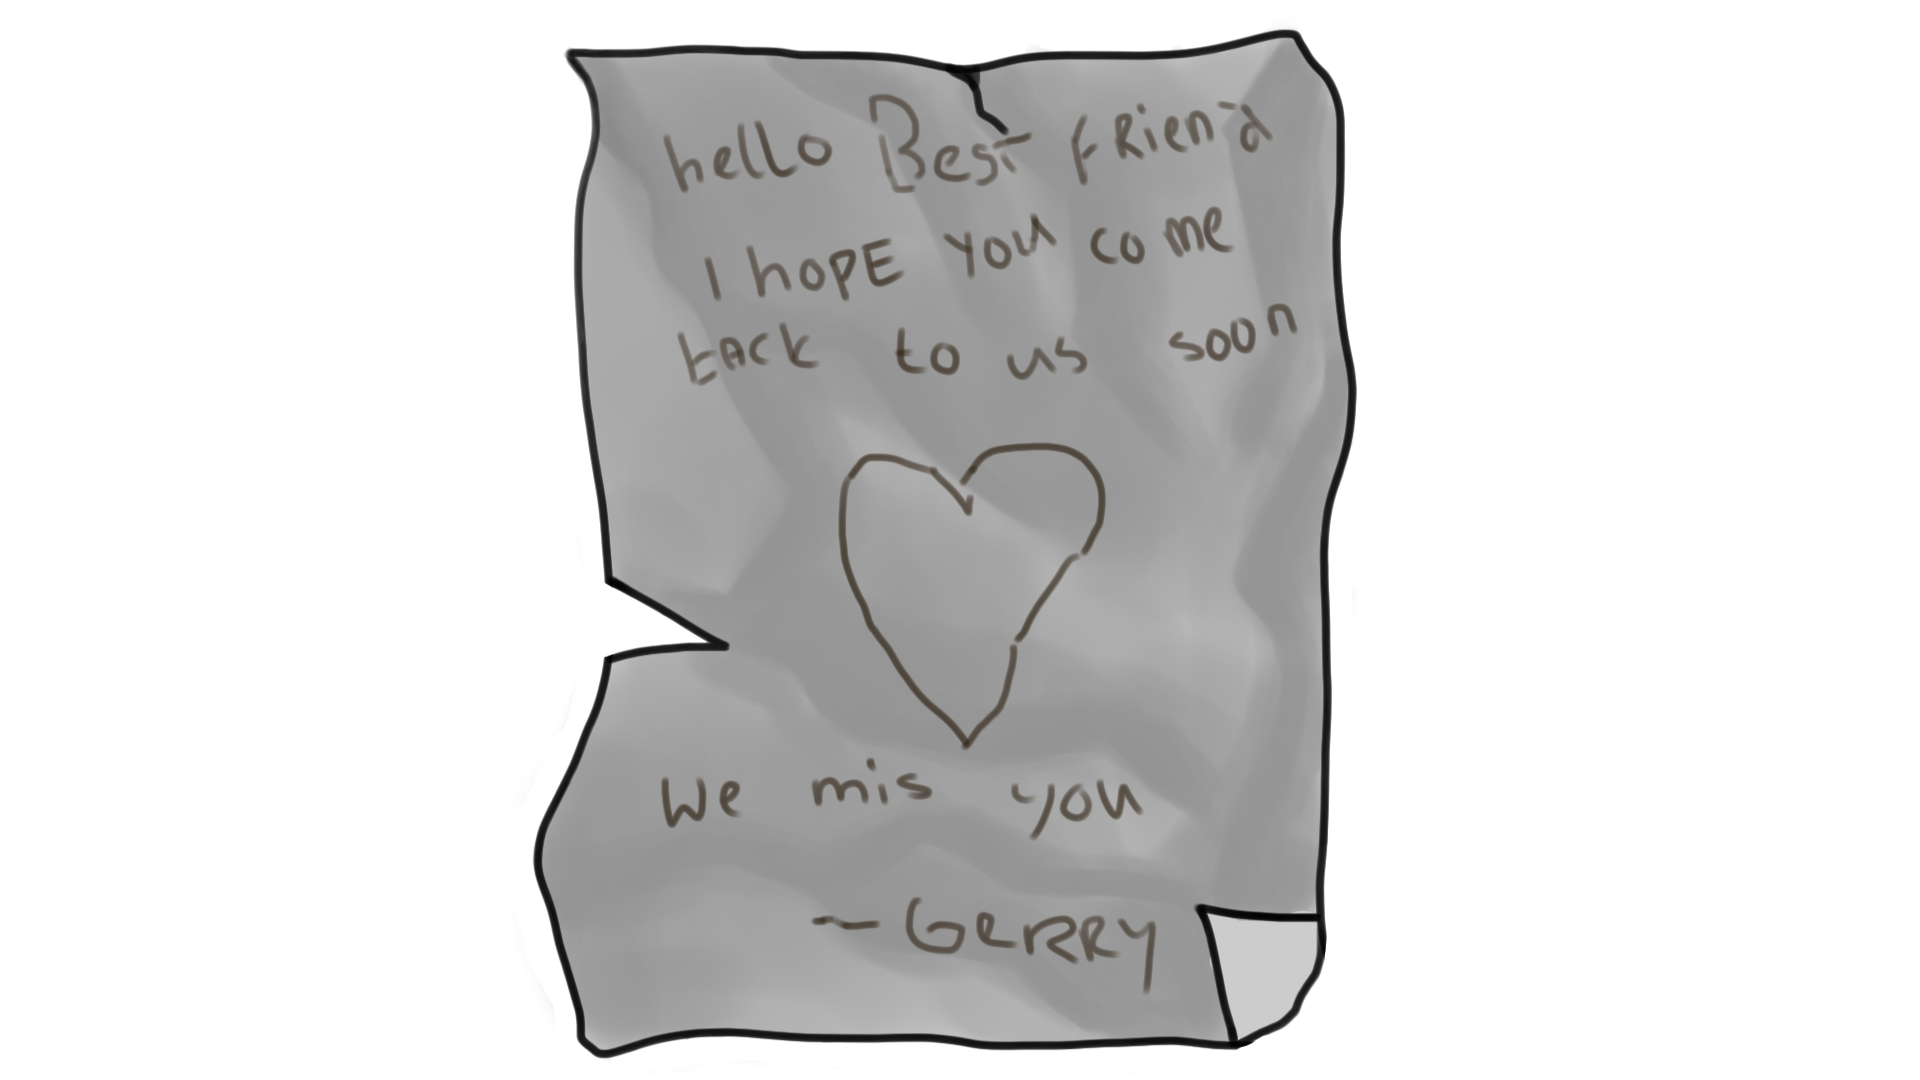 hello Best fRiend
I hopE you come
back to us soon
We mis you
~ GeRRY